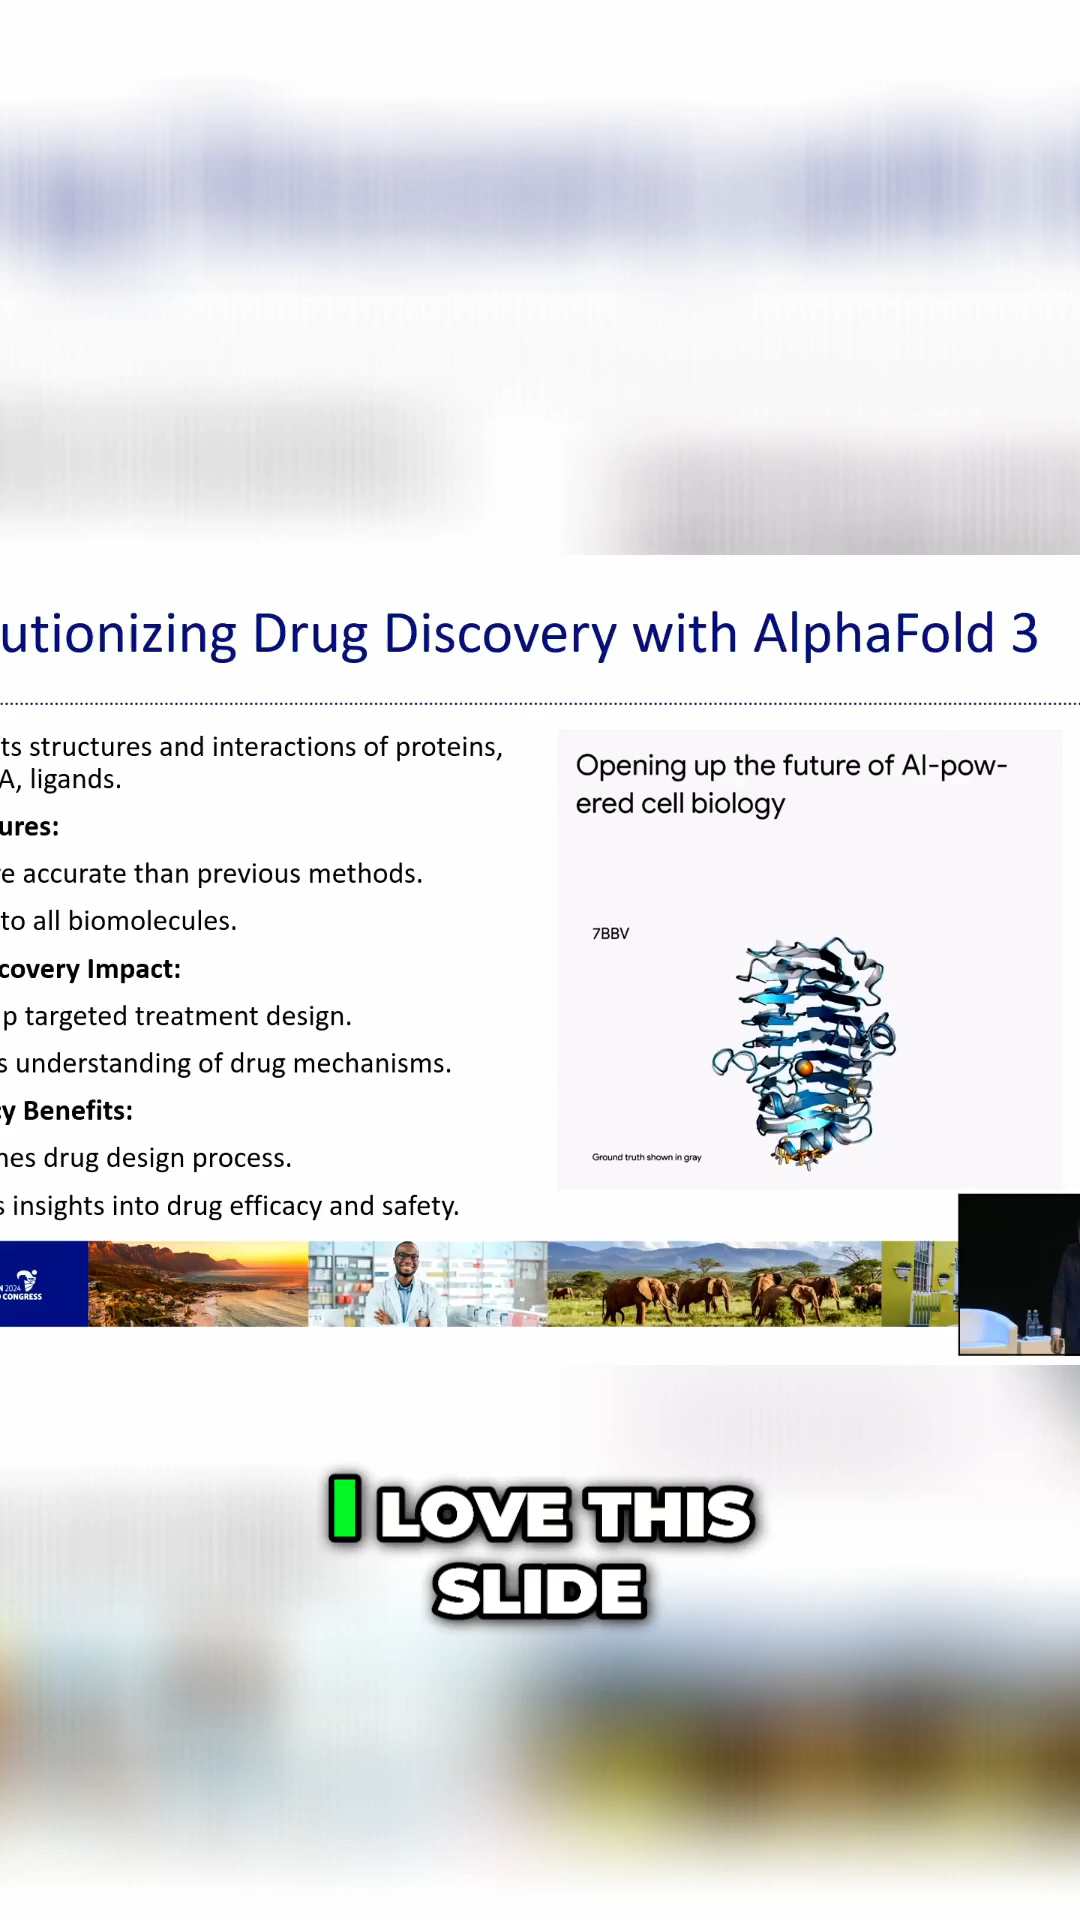 utionizing Drug Discovery with AlphaFold 3
ts structures and interactions of proteins,
A, ligands.
ures:
e accurate than previous methods.
to all biomolecules.
covery Impact:
p targeted treatment design.
s understanding of drug mechanisms.
y Benefits:
nes drug design process.
s insights into drug efficacy and safety.
Opening up the future of AI-pow-
ered cell biology
7BBV
Ground truth shown in gray
N 2024
CONGRESS
I LOVE THIS
SLIDE